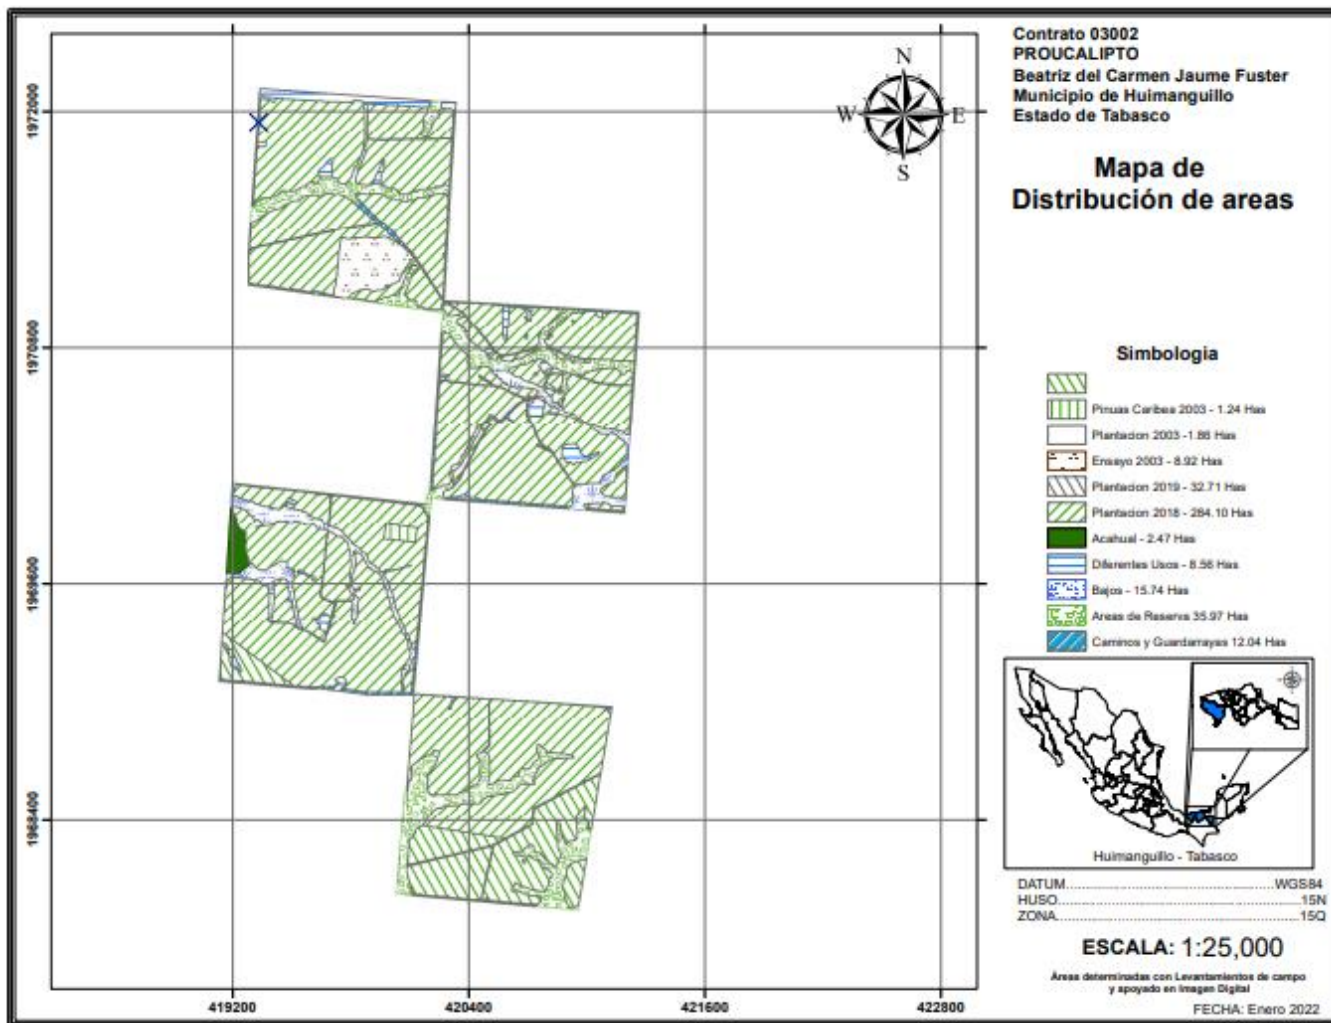 Contrato 03002
PROUCALIPTO
Beatriz del Carmen Jaume Fuster
Municipio de Huimanguillo
Estado de Tabasco
Mapa de
Distribución de areas
N
W
E
S
1972000
1970800
1969600
1968400
419200
420400
421600
422800
Simbologia
Pinuas Caribea 2003 - 1.24 Has
Plantacion 2003 -1.86 Has
Ensayo 2003 - 8.92 Has
Plantacion 2019 - 32.71 Has
Plantacion 2018 - 284.10 Has
Acahual - 2.47 Has
Diferentes Usos - 8.56 Has
Bajos - 15.74 Has
Areas de Reserva 35.97 Has
Caminos y Guardarrayas 12.04 Has
Huimanguillo - Tabasco
DATUM..........WGS84
HUSO..........15N
ZONA..........15Q
ESCALA: 1:25,000
Áreas determinadas con Levantamientos de campo
y apoyado en Imagen Digital
FECHA: Enero 2022